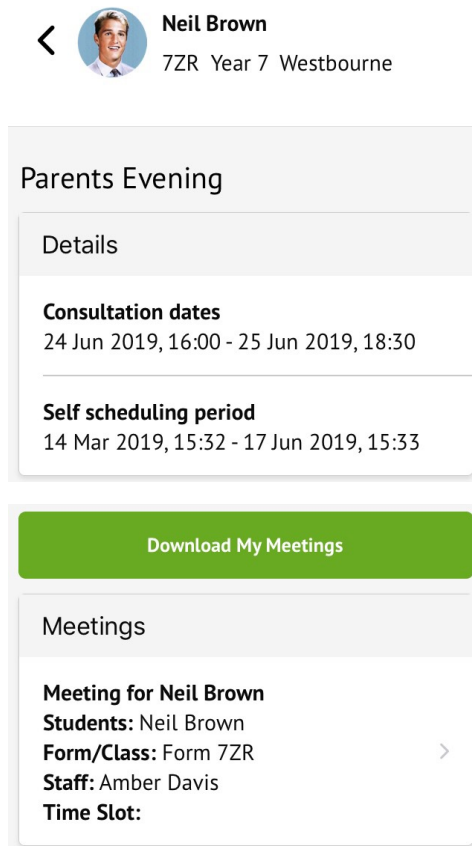 Neil Brown
7ZR Year 7 Westbourne
Parents Evening
Details
Consultation dates
24 Jun 2019, 16:00 - 25 Jun 2019, 18:30
Self scheduling period
14 Mar 2019, 15:32 - 17 Jun 2019, 15:33
Download My Meetings
Meetings
Meeting for Neil Brown
Students: Neil Brown
Form/Class: Form 7ZR
Staff: Amber Davis
Time Slot: